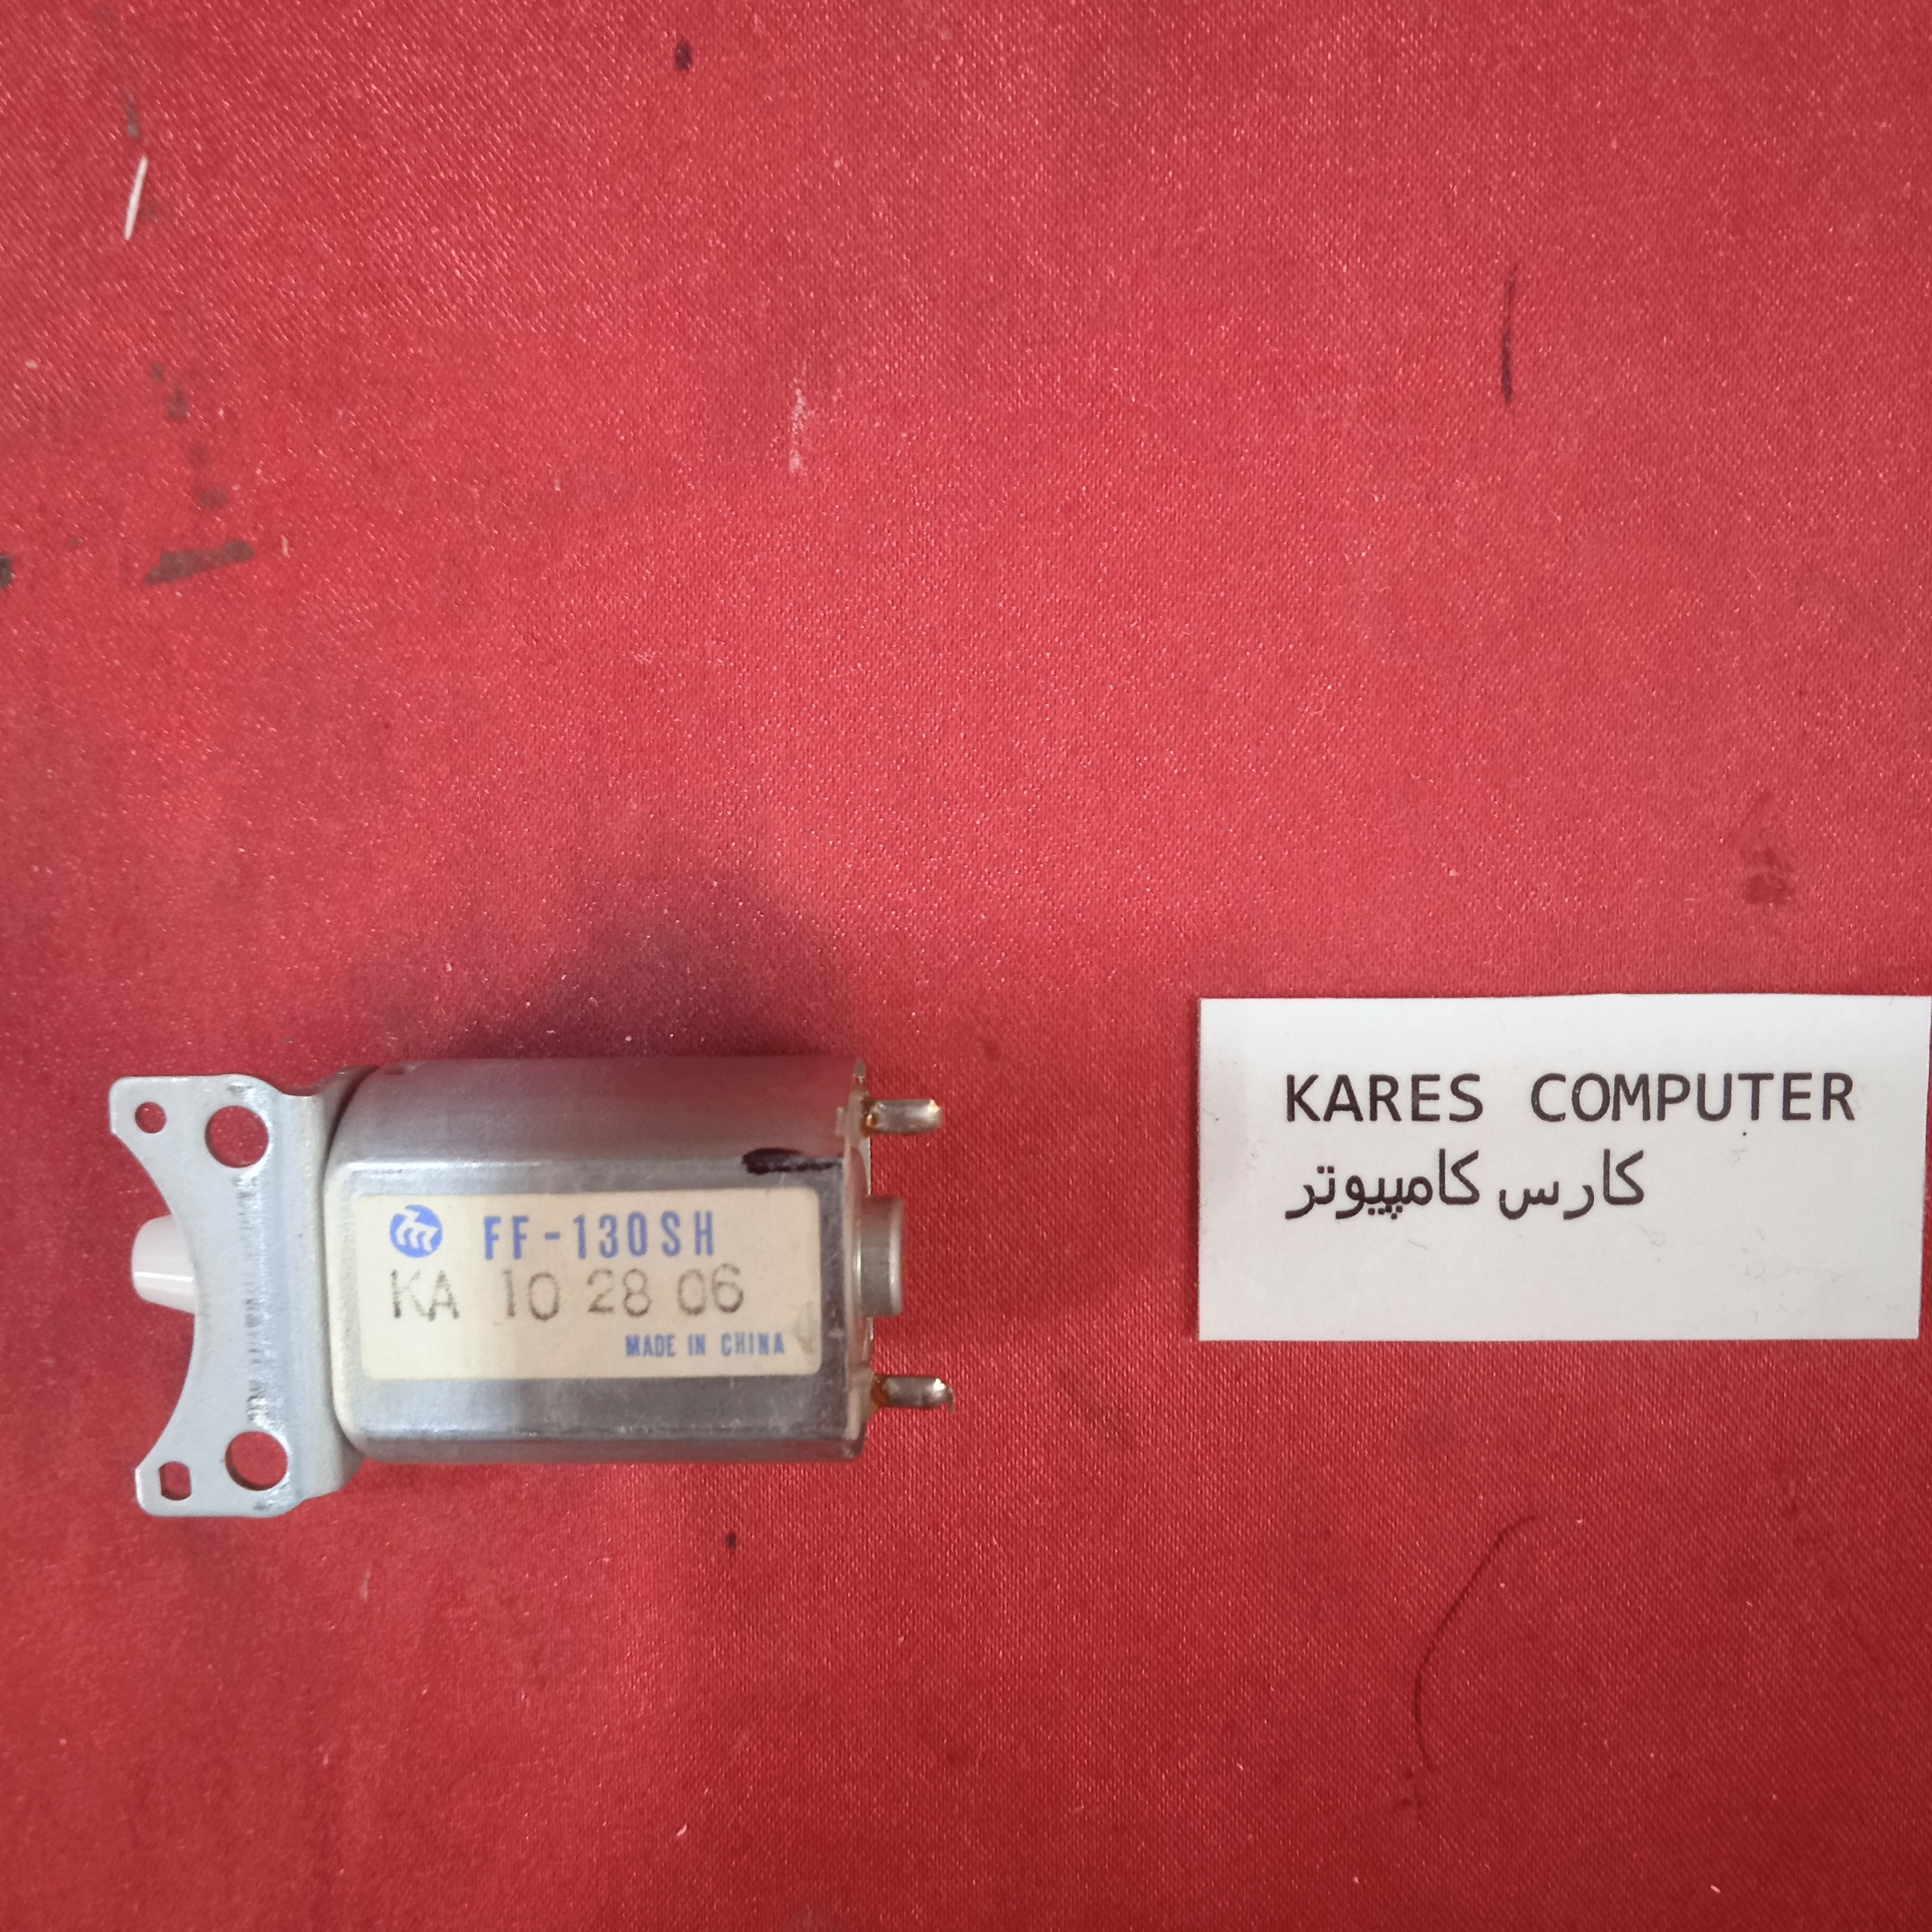 FF-130SH
KA 10 28 06
MADE IN CHINA
KARES COMPUTER
کارس کامپیوتر